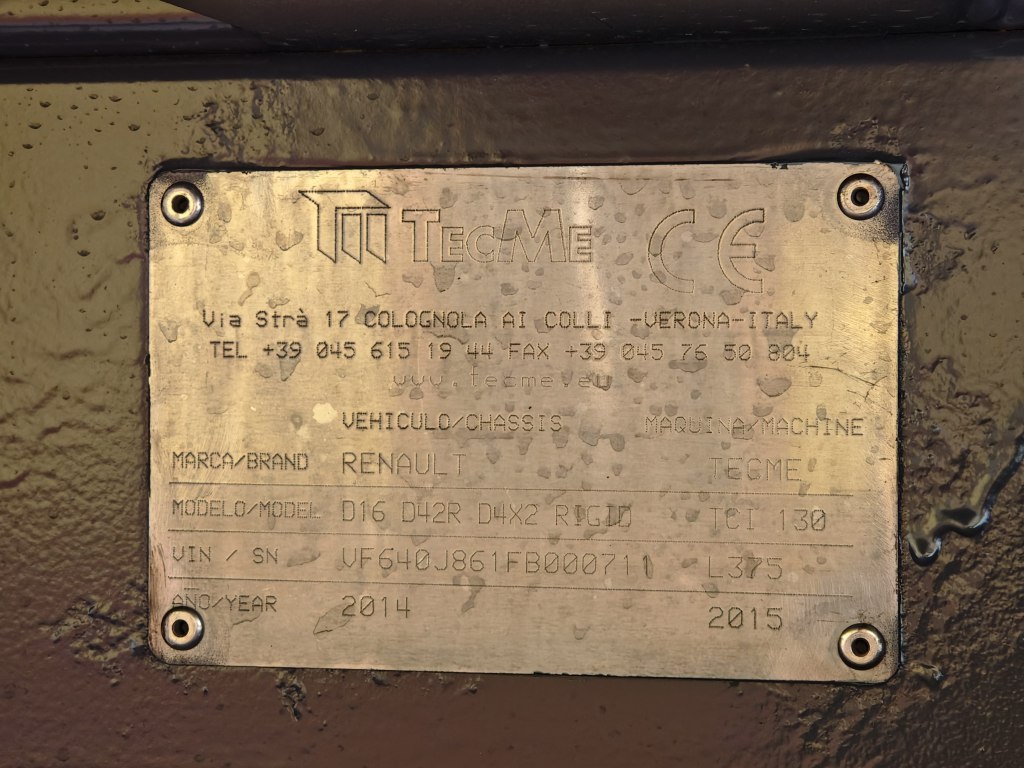 TECME CE
Via Strà 17 COLOGNOLA AI COLLI -VERONA-ITALY
TEL +39 045 615 19 44 FAX +39 045 76 50 804
www.tecme.eu
VEHICULO/CHASSIS MAQUINA/MACHINE
MARCA/BRAND RENAULT TECME
MODELO/MODEL D16 D42R D4X2 RIGID TCI 130
VIN / SN VF640J861FB000711 L375
AÑO/YEAR 2014 2015